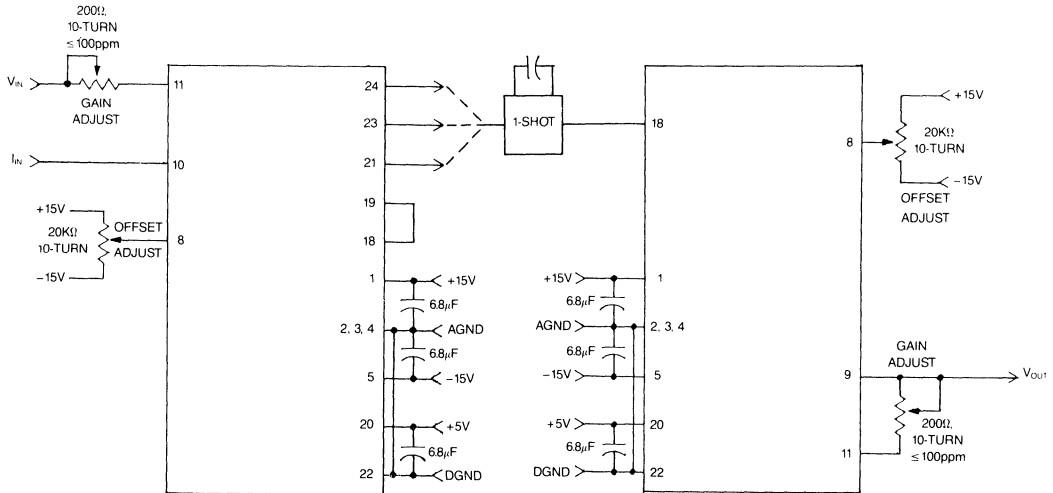 200Ω,
10-TURN
≤100ppm
VIN
GAIN
ADJUST
11
IIN
10
+15V
20KΩ
10-TURN
-15V
OFFSET
ADJUST
8
24
23
21
19
18
1
+15V
6.8µF
2, 3, 4
AGND
6.8µF
5
-15V
20
+5V
6.8µF
22
DGND
1-SHOT
18
+15V
1
6.8µF
AGND
2, 3, 4
6.8µF
-15V
5
+5V
20
6.8µF
DGND
22
8
+15V
20KΩ
10-TURN
-15V
OFFSET
ADJUST
GAIN
ADJUST
9
VOUT
200Ω,
10-TURN
≤100ppm
11